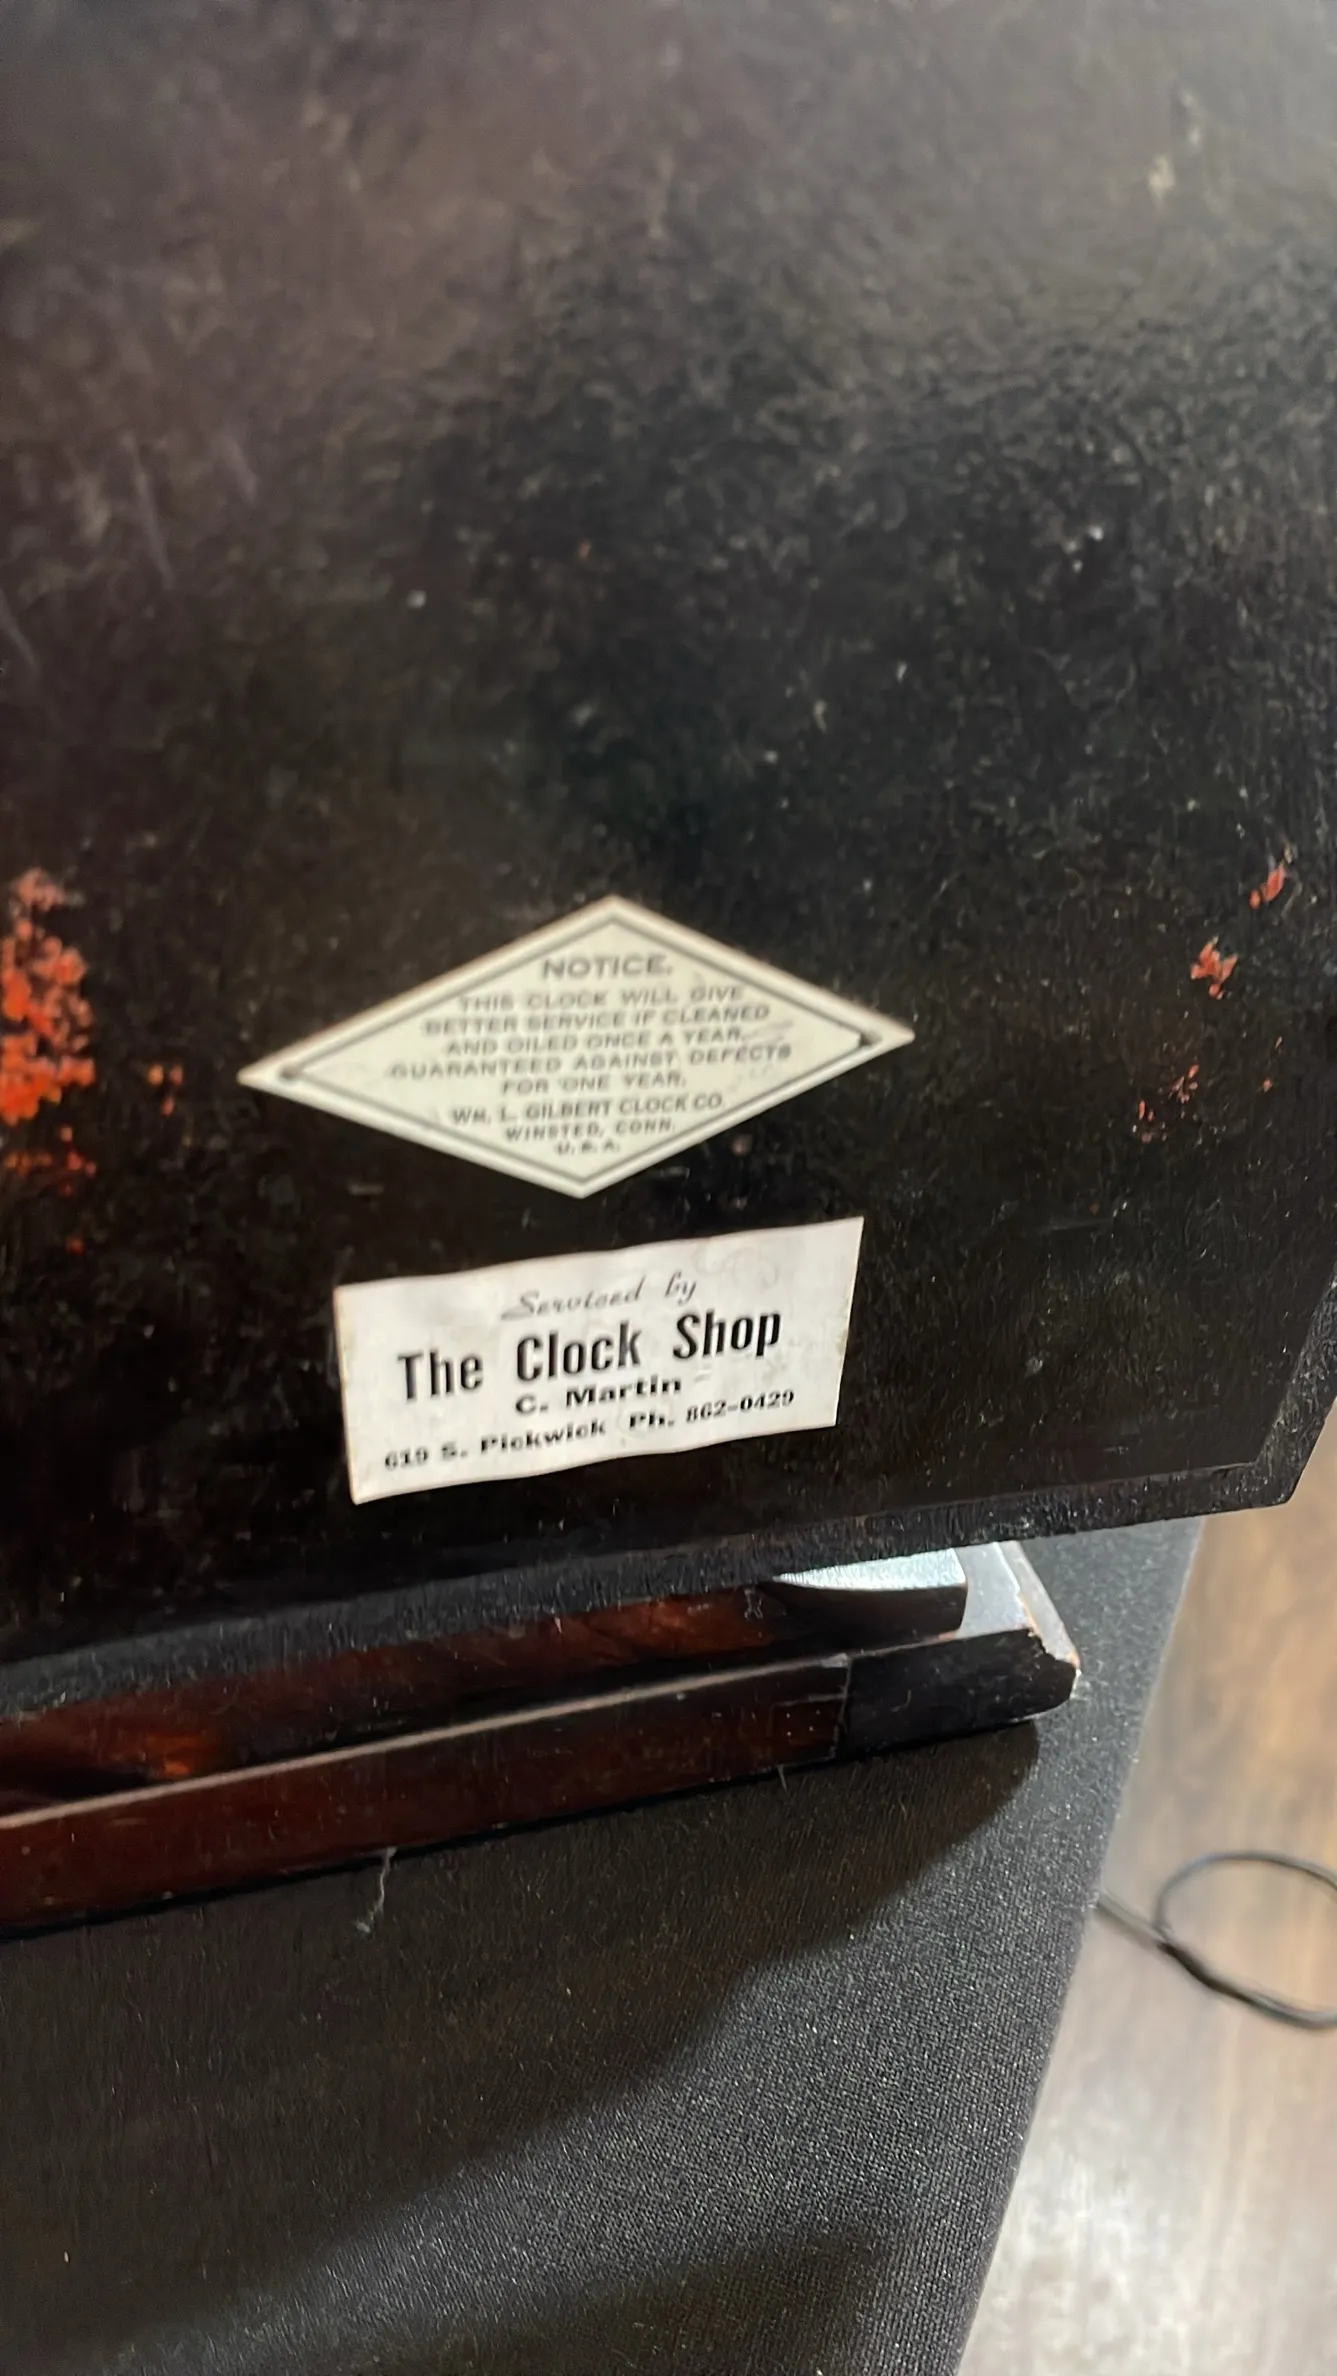 NOTICE.
THIS CLOCK WILL GIVE
BETTER SERVICE IF CLEANED
AND OILED ONCE A YEAR.
GUARANTEED AGAINST DEFECTS
FOR ONE YEAR.
WM. L. GILBERT CLOCK CO.
WINSTED, CONN.
U.S.A.
Serviced by
The Clock Shop
C. Martin
619 S. Pickwick Ph. 862-0429